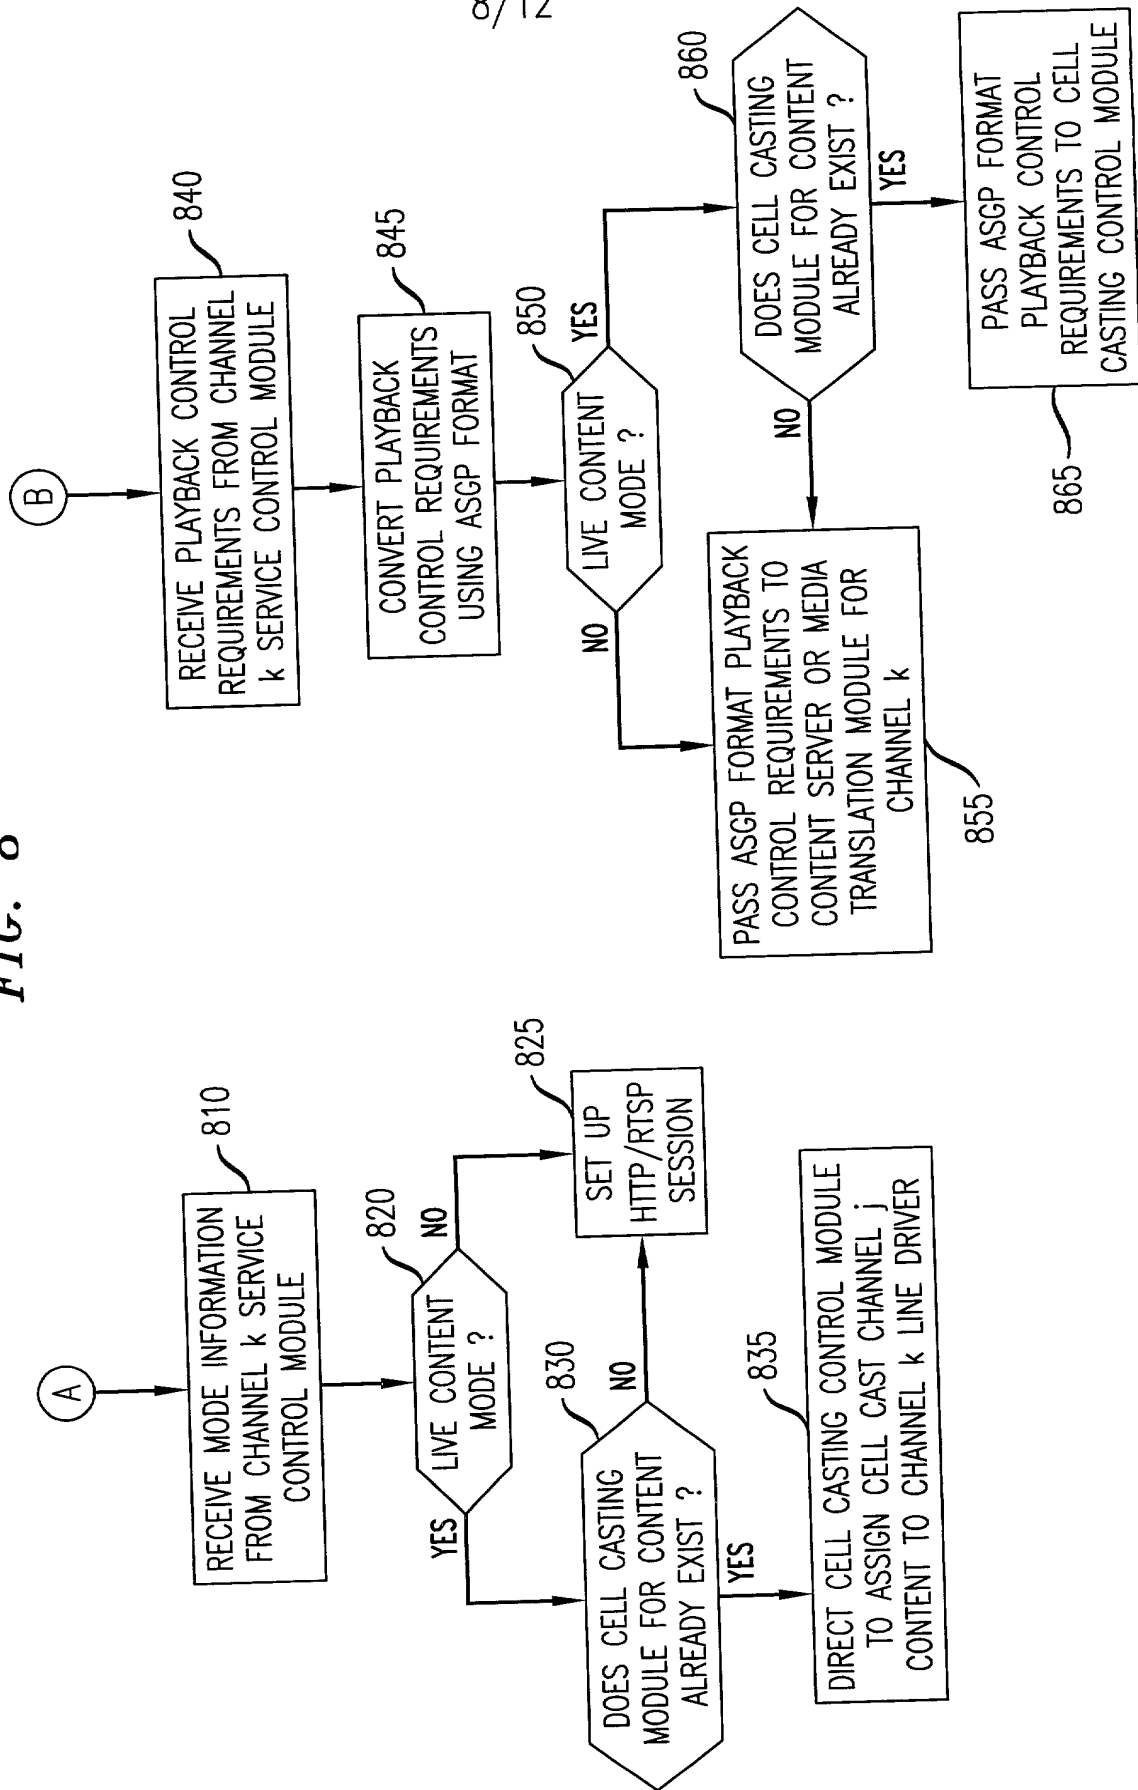 8/12
FIG. 8
A
810
RECEIVE MODE INFORMATION
FROM CHANNEL k SERVICE
CONTROL MODULE
820
LIVE CONTENT
MODE ?
YES
NO
825
SET UP
HTTP/RTSP
SESSION
830
DOES CELL CASTING
MODULE FOR CONTENT
ALREADY EXIST ?
NO
YES
835
DIRECT CELL CASTING CONTROL MODULE
TO ASSIGN CELL CAST CHANNEL j
CONTENT TO CHANNEL k LINE DRIVER
B
840
RECEIVE PLAYBACK CONTROL
REQUIREMENTS FROM CHANNEL
k SERVICE CONTROL MODULE
845
CONVERT PLAYBACK
CONTROL REQUIREMENTS
USING ASGP FORMAT
850
LIVE CONTENT
MODE ?
NO
YES
PASS ASGP FORMAT PLAYBACK
CONTROL REQUIREMENTS TO
CONTENT SERVER OR MEDIA
TRANSLATION MODULE FOR
CHANNEL k
855
860
DOES CELL CASTING
MODULE FOR CONTENT
ALREADY EXIST ?
NO
YES
PASS ASGP FORMAT
PLAYBACK CONTROL
REQUIREMENTS TO CELL
CASTING CONTROL MODULE
865